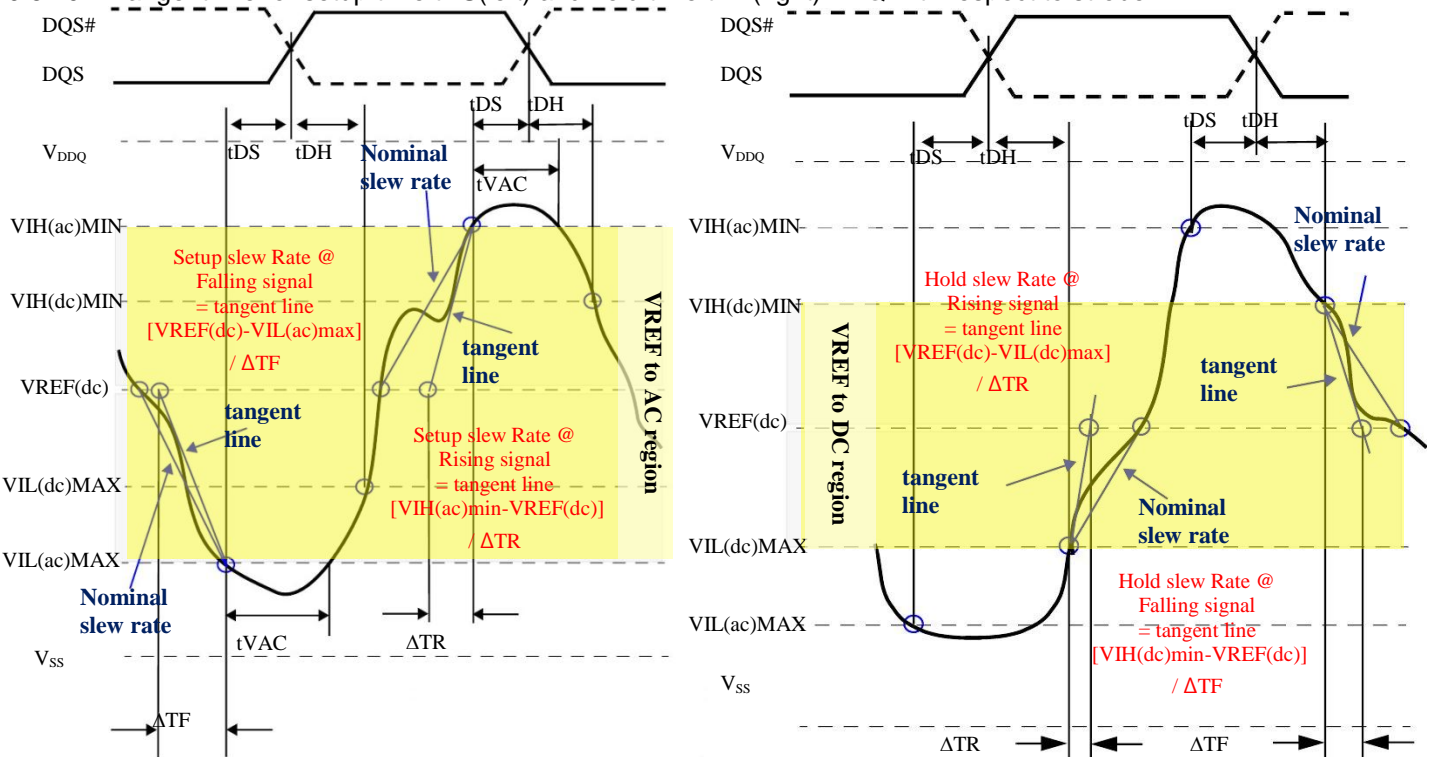 DQS#
DQS
tDS
tDH
tDS
tDH
VDDQ
Nominal
slew rate
tVAC
VIH(ac)MIN
Setup slew Rate @
Falling signal
= tangent line
[VREF(dc)-VIL(ac)max]
/ ΔTF
VIH(dc)MIN
tangent
line
VREF(dc)
tangent
line
Setup slew Rate @
Rising signal
= tangent line
[VIH(ac)min-VREF(dc)]
/ ΔTR
VREF to AC region
VIL(dc)MAX
VIL(ac)MAX
Nominal
slew rate
tVAC
ΔTR
VSS
ΔTF
DQS#
DQS
tDS
tDH
tDS
tDH
VDDQ
VIH(ac)MIN
Nominal
slew rate
Hold slew Rate @
Rising signal
= tangent line
[VREF(dc)-VIL(dc)max]
/ ΔTR
VIH(dc)MIN
VREF to DC region
tangent
line
VREF(dc)
tangent
line
Nominal
slew rate
VIL(dc)MAX
Hold slew Rate @
Falling signal
= tangent line
[VIH(dc)min-VREF(dc)]
/ ΔTF
VIL(ac)MAX
VSS
ΔTR
ΔTF